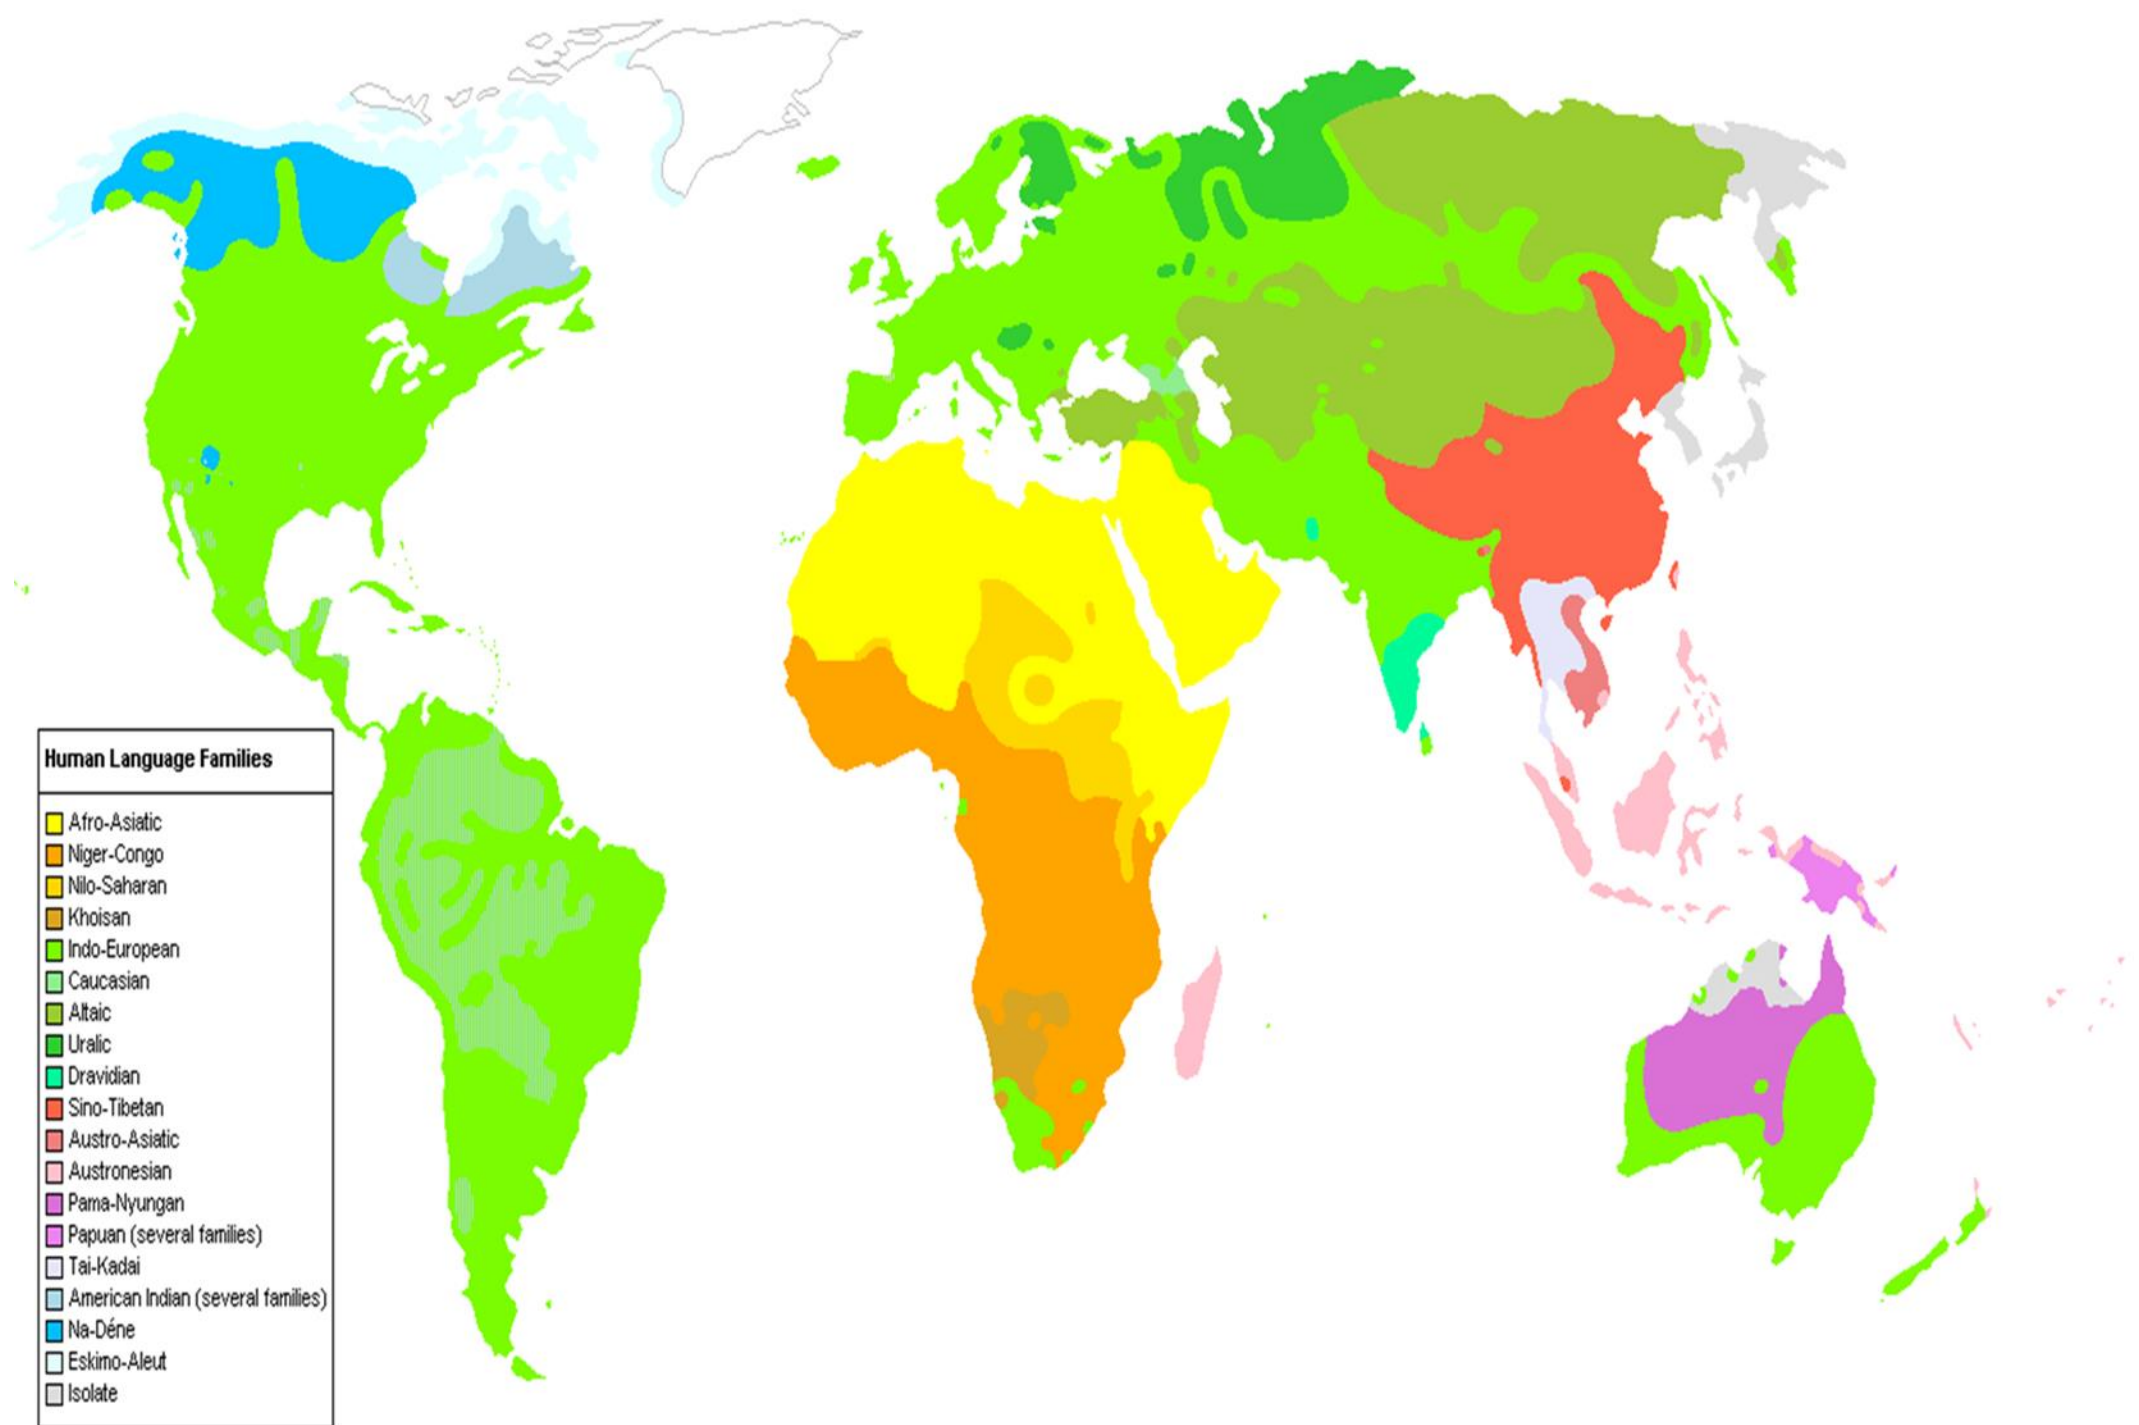 Human Language Families
Afro-Asiatic
Niger-Congo
Nilo-Saharan
Khoisan
Indo-European
Caucasian
Altaic
Uralic
Dravidian
Sino-Tibetan
Austro-Asiatic
Austronesian
Pama-Nyungan
Papuan (several families)
Tai-Kadai
American Indian (several families)
Na-Déne
Eskimo-Aleut
Isolate